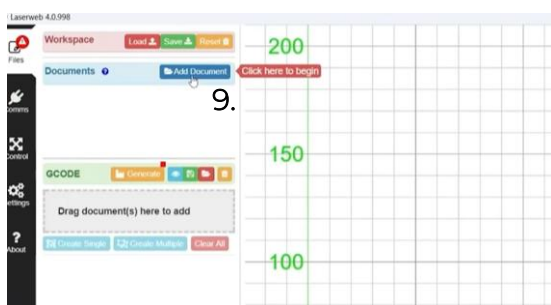 Laserweb 4.0.998
Files
Comms
Control
Settings
About
Workspace
Load Save Reset
Documents
Add Document
Click here to begin
9.
GCODE
Generate
Drag document(s) here to add
Create Single Create Multiple Clear All
200
150
100